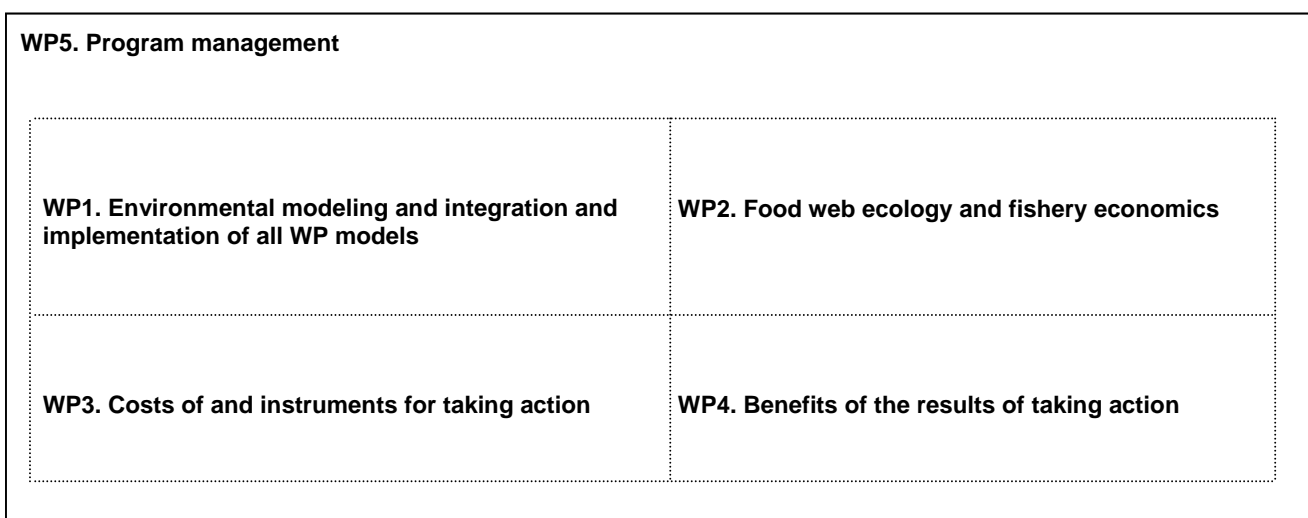 WP5. Program management
WP1. Environmental modeling and integration and
implementation of all WP models
WP2. Food web ecology and fishery economics
WP3. Costs of and instruments for taking action
WP4. Benefits of the results of taking action